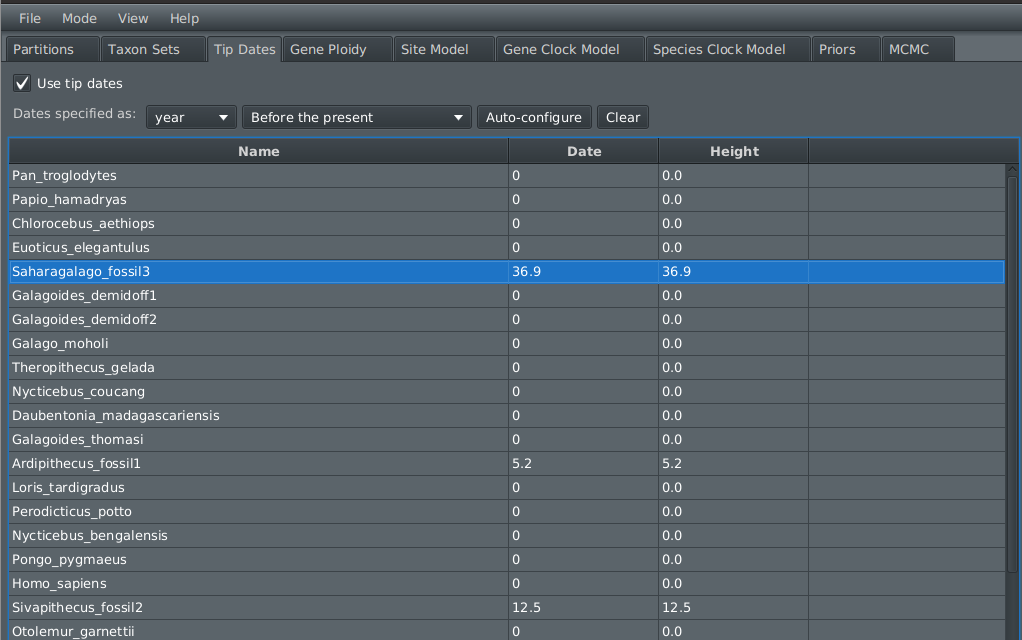 File Mode View Help
Partitions Taxon Sets Tip Dates Gene Ploidy Site Model Gene Clock Model Species Clock Model Priors MCMC
Use tip dates
Dates specified as: year Before the present Auto-configure Clear
Name Date Height
Pan_troglodytes 0 0.0
Papio_hamadryas 0 0.0
Chlorocebus_aethiops 0 0.0
Euoticus_elegantulus 0 0.0
Saharagalago_fossil3 36.9 36.9
Galagoides_demidoff1 0 0.0
Galagoides_demidoff2 0 0.0
Galago_moholi 0 0.0
Theropithecus_gelada 0 0.0
Nycticebus_coucang 0 0.0
Daubentonia_madagascariensis 0 0.0
Galagoides_thomasi 0 0.0
Ardipithecus_fossil1 5.2 5.2
Loris_tardigradus 0 0.0
Perodicticus_potto 0 0.0
Nycticebus_bengalensis 0 0.0
Pongo_pygmaeus 0 0.0
Homo_sapiens 0 0.0
Sivapithecus_fossil2 12.5 12.5
Otolemur_garnettii 0 0.0